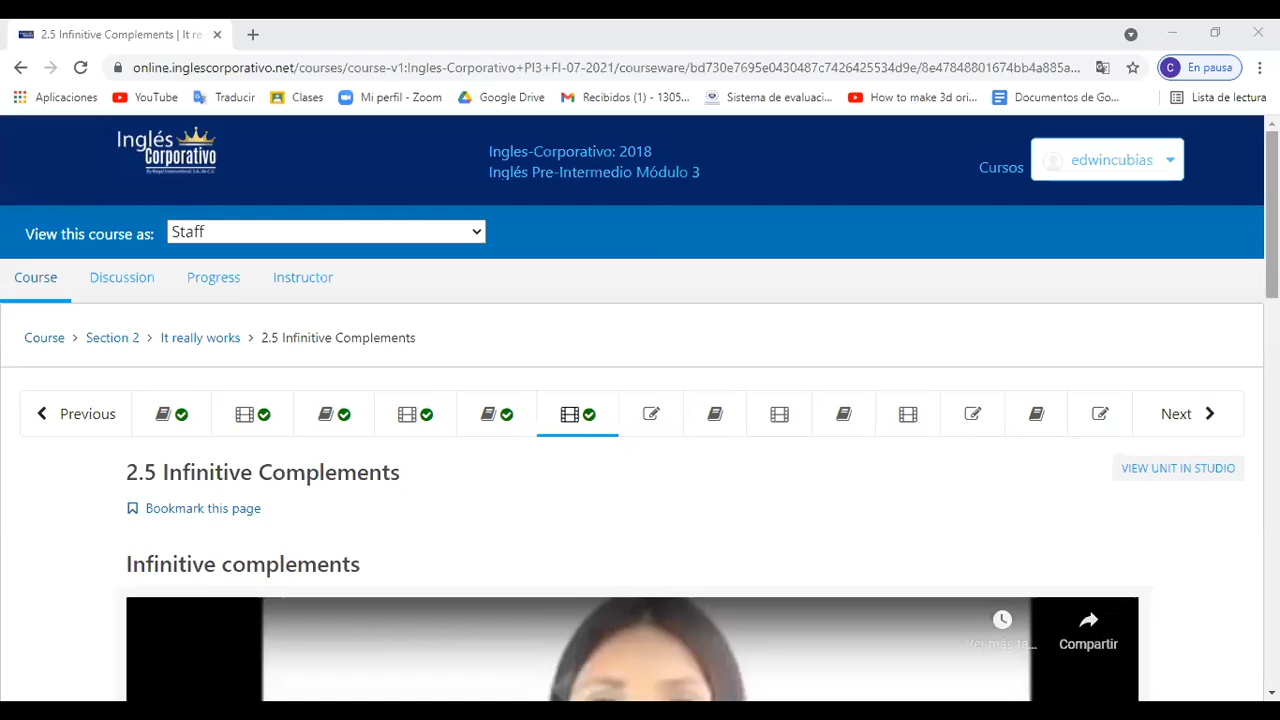 2.5 Infinitive Complements | It re
online.inglescorporativo.net/courses/course-v1:Ingles-Corporativo+PI3+FI-07-2021/courseware/bd730e7695e0430487c7426425534d9e/8e47848801674bb4a885a...
C En pausa
Aplicaciones YouTube Traducir Clases Mi perfil - Zoom Google Drive Recibidos (1) - 1305... Sistema de evaluaci... How to make 3d ori... Documentos de Go... Lista de lectura
Inglés
Corporativo
Ingles-Corporativo: 2018
Inglés Pre-Intermedio Módulo 3
Cursos
edwincubias
View this course as: Staff
Course Discussion Progress Instructor
Course > Section 2 > It really works > 2.5 Infinitive Complements
Previous Next
2.5 Infinitive Complements
VIEW UNIT IN STUDIO
Bookmark this page
Infinitive complements
Ver más ta... Compartir